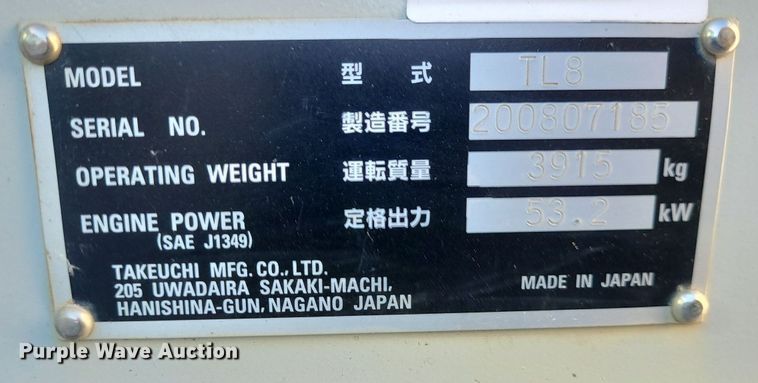 MODEL 型 式 TL8
SERIAL NO. 製造番号 200807185
OPERATING WEIGHT 運転質量 3915 kg
ENGINE POWER 定格出力 53.2 kW
(SAE J1349)
TAKEUCHI MFG. CO., LTD.
205 UWADAIRA SAKAKI-MACHI, MADE IN JAPAN
HANISHINA-GUN, NAGANO JAPAN
Purple Wave Auction